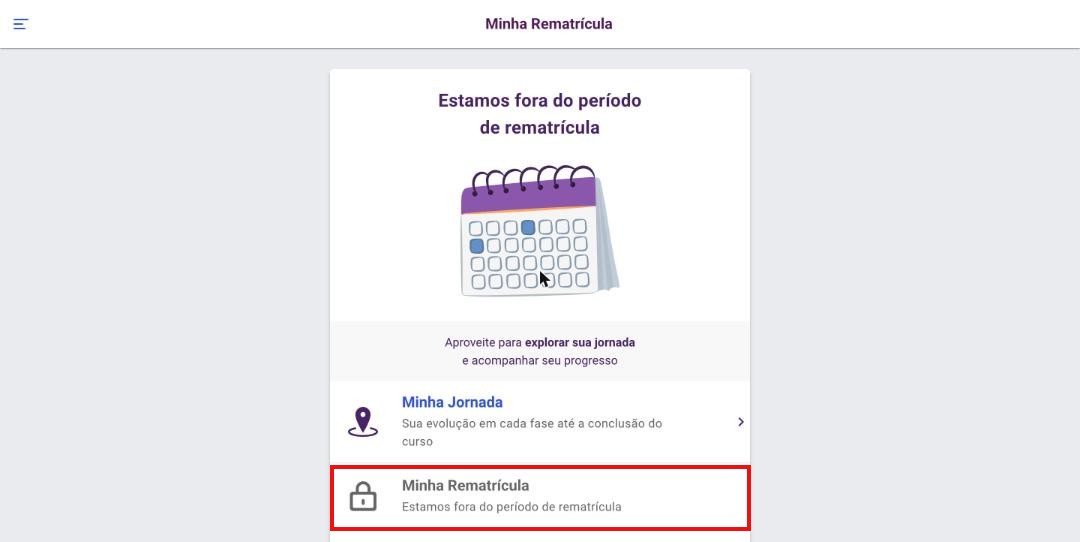 Minha Rematrícula
Estamos fora do período
de rematrícula
Aproveite para explorar sua jornada
e acompanhar seu progresso
Minha Jornada
Sua evolução em cada fase até a conclusão do
curso
Minha Rematrícula
Estamos fora do período de rematrícula